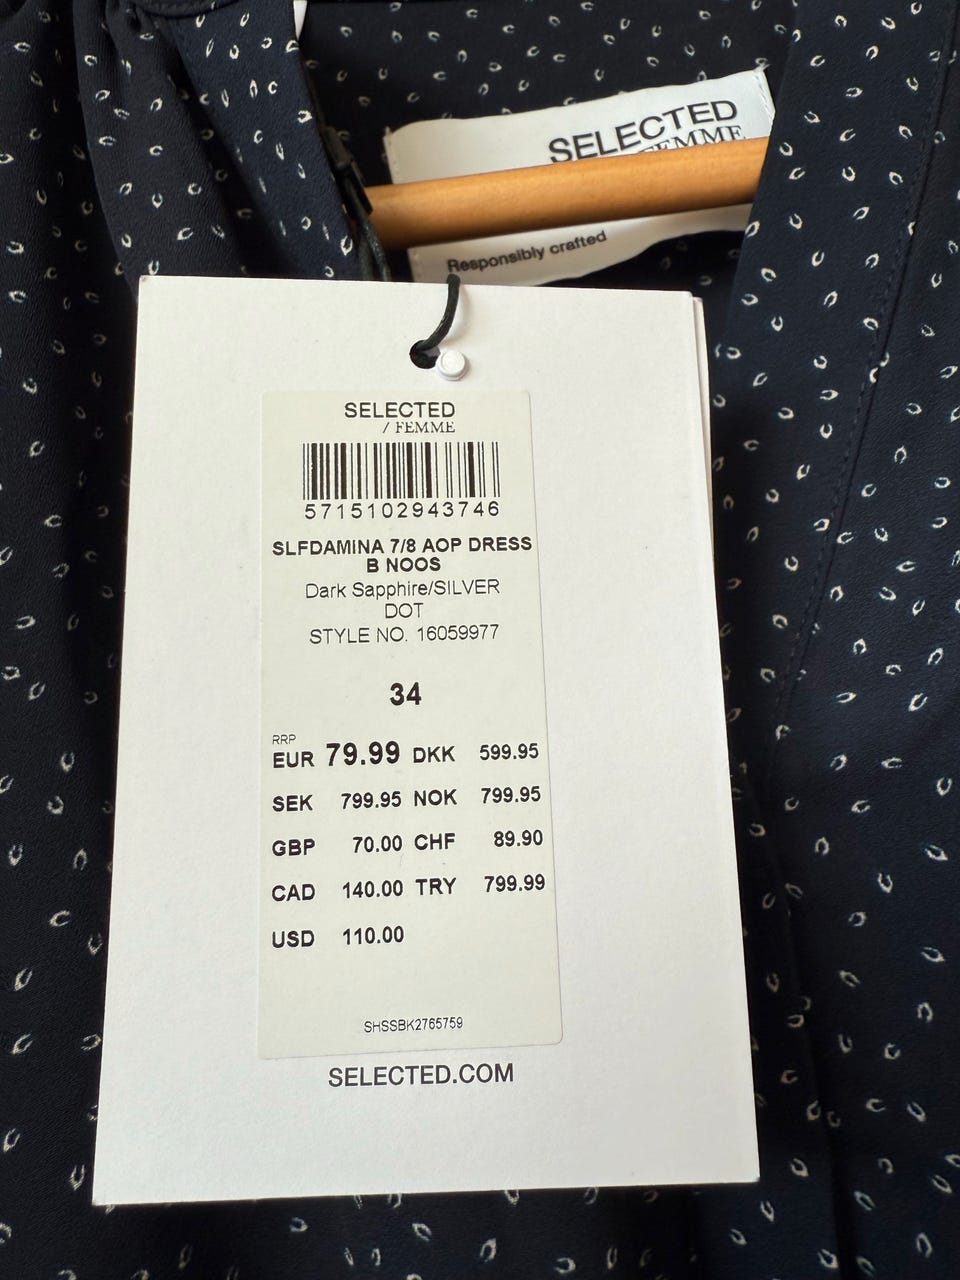 SELECTED
FEMME
Responsibly crafted
SELECTED
/ FEMME
5715102943746
SLFDAMINA 7/8 AOP DRESS
B NOOS
Dark Sapphire/SILVER
DOT
STYLE NO. 16059977
34
RRP
EUR 79.99 DKK 599.95
SEK 799.95 NOK 799.95
GBP 70.00 CHF 89.90
CAD 140.00 TRY 799.99
USD 110.00
SHSSBK2765759
SELECTED.COM